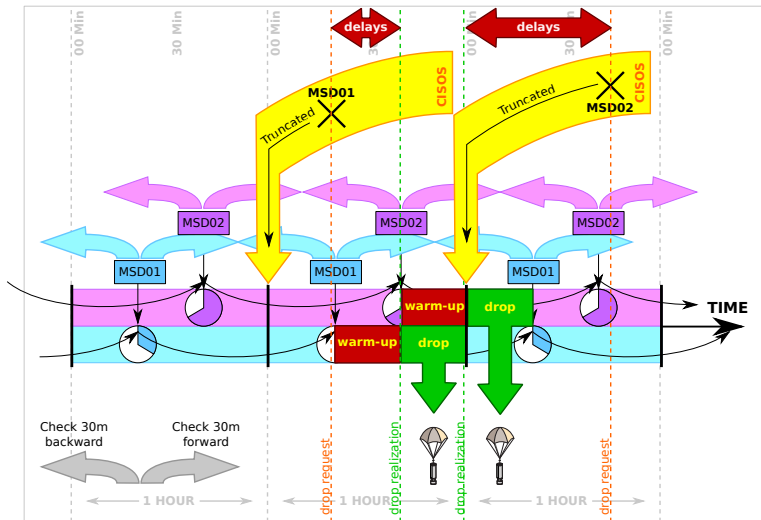 delays
delays
00 Min
30 Min
00 Min
00 Min
30 Min
00 Min
CISOS
CISOS
MSD01
MSD02
Truncated
Truncated
MSD02
MSD02
MSD02
MSD01
MSD01
MSD01
warm-up
drop
TIME
warm-up
drop
Check 30m
backward
Check 30m
forward
drop request
drop realization
drop realization
drop request
1 HOUR
1 HOUR
1 HOUR